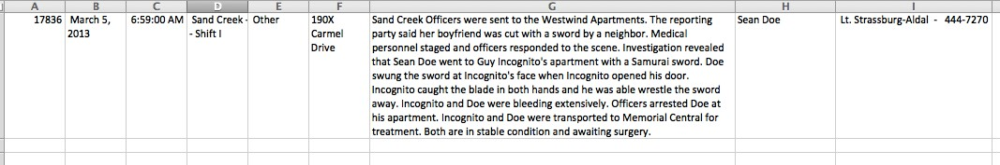 A B C D E F G H I
17836 March 5, 6:59:00 AM Sand Creek - Other 190X Sand Creek Officers were sent to the Westwind Apartments. The reporting Sean Doe Lt. Strassburg-Aldal - 444-7270
2013 - Shift I Carmel party said her boyfriend was cut with a sword by a neighbor. Medical
Drive personnel staged and officers responded to the scene. Investigation revealed
that Sean Doe went to Guy Incognito's apartment with a Samurai sword. Doe
swung the sword at Incognito's face when Incognito opened his door.
Incognito caught the blade in both hands and he was able wrestle the sword
away. Incognito and Doe were bleeding extensively. Officers arrested Doe at
his apartment. Incognito and Doe were transported to Memorial Central for
treatment. Both are in stable condition and awaiting surgery.